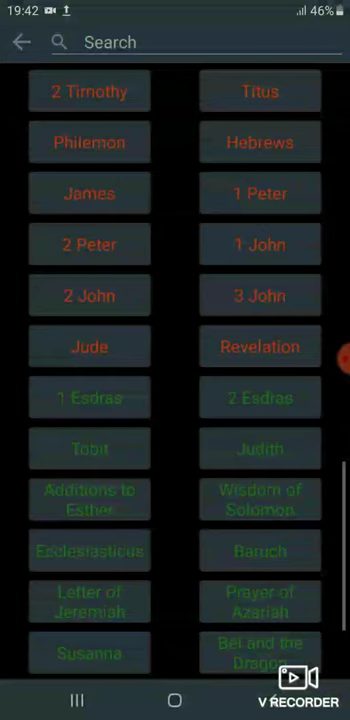 19:42 46%
Search
2 Timothy Titus
Philemon Hebrews
James 1 Peter
2 Peter 1 John
2 John 3 John
Jude Revelation
1 Esdras 2 Esdras
Tobit Judith
Additions to Esther Wisdom of Solomon
Ecclesiasticus Baruch
Letter of Jeremiah Prayer of Azariah
Susanna Bel and the Dragon
V RECORDER